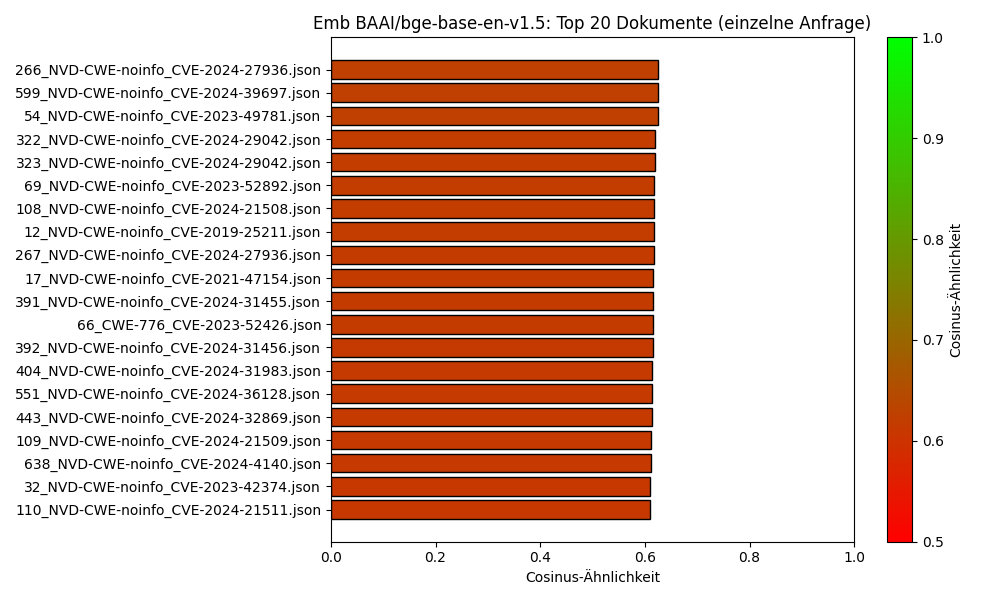 Emb BAAI/bge-base-en-v1.5: Top 20 Dokumente (einzelne Anfrage)
266_NVD-CWE-noinfo_CVE-2024-27936.json
599_NVD-CWE-noinfo_CVE-2024-39697.json
54_NVD-CWE-noinfo_CVE-2023-49781.json
322_NVD-CWE-noinfo_CVE-2024-29042.json
323_NVD-CWE-noinfo_CVE-2024-29042.json
69_NVD-CWE-noinfo_CVE-2023-52892.json
108_NVD-CWE-noinfo_CVE-2024-21508.json
12_NVD-CWE-noinfo_CVE-2019-25211.json
267_NVD-CWE-noinfo_CVE-2024-27936.json
17_NVD-CWE-noinfo_CVE-2021-47154.json
391_NVD-CWE-noinfo_CVE-2024-31455.json
66_CWE-776_CVE-2023-52426.json
392_NVD-CWE-noinfo_CVE-2024-31456.json
404_NVD-CWE-noinfo_CVE-2024-31983.json
551_NVD-CWE-noinfo_CVE-2024-36128.json
443_NVD-CWE-noinfo_CVE-2024-32869.json
109_NVD-CWE-noinfo_CVE-2024-21509.json
638_NVD-CWE-noinfo_CVE-2024-4140.json
32_NVD-CWE-noinfo_CVE-2023-42374.json
110_NVD-CWE-noinfo_CVE-2024-21511.json
0.0 0.2 0.4 0.6 0.8 1.0
Cosinus-Ähnlichkeit
1.0
0.9
0.8
0.7
0.6
0.5
Cosinus-Ähnlichkeit